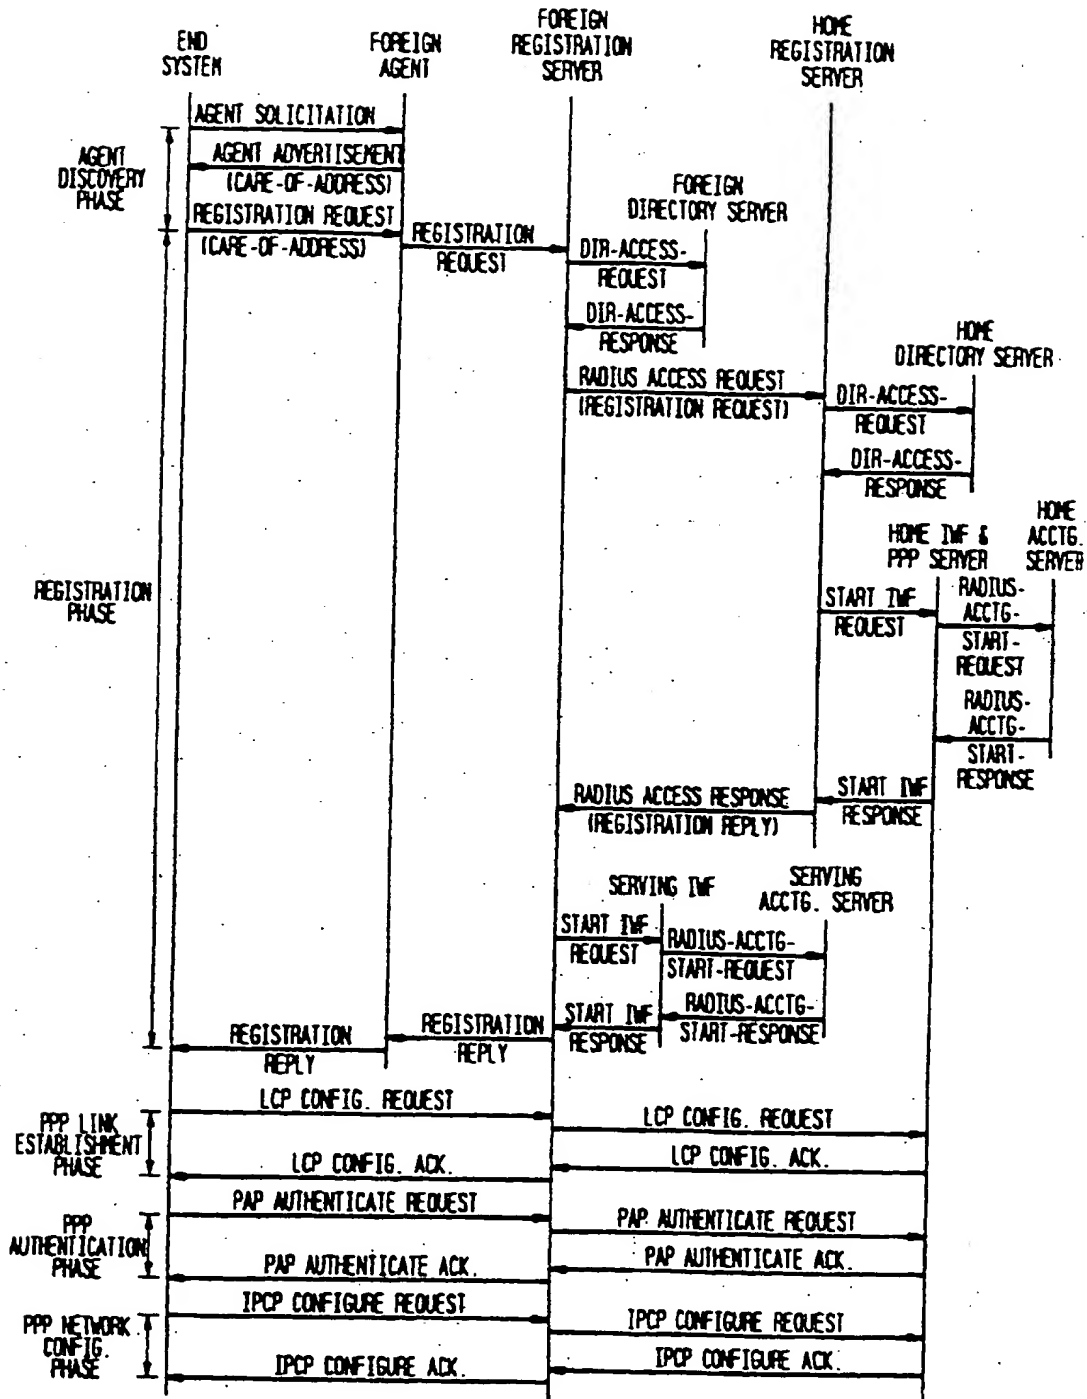 END
SYSTEM
FOREIGN
AGENT
FOREIGN
REGISTRATION
SERVER
HOME
REGISTRATION
SERVER
AGENT SOLICITATION
AGENT ADVERTISEMENT
(CARE-OF-ADDRESS)
AGENT
DISCOVERY
PHASE
REGISTRATION REQUEST
(CARE-OF-ADDRESS)
REGISTRATION
REQUEST
FOREIGN
DIRECTORY SERVER
DIR-ACCESS-
REQUEST
DIR-ACCESS-
RESPONSE
HOME
DIRECTORY SERVER
RADIUS ACCESS REQUEST
(REGISTRATION REQUEST)
DIR-ACCESS-
REQUEST
DIR-ACCESS-
RESPONSE
HOME IWF &
PPP SERVER
HOME
ACCTG.
SERVER
REGISTRATION
PHASE
START IWF
REQUEST
RADIUS-
ACCTG-
START-
REQUEST
RADIUS-
ACCTG-
START-
RESPONSE
START IWF
RESPONSE
RADIUS ACCESS RESPONSE
(REGISTRATION REPLY)
SERVING IWF
SERVING
ACCTG. SERVER
START IWF
REQUEST
RADIUS-ACCTG-
START-REQUEST
RADIUS-ACCTG-
START-RESPONSE
START IWF
RESPONSE
REGISTRATION
REPLY
REGISTRATION
REPLY
PPP LINK
ESTABLISHMENT
PHASE
LCP CONFIG. REQUEST
LCP CONFIG. REQUEST
LCP CONFIG. ACK.
LCP CONFIG. ACK.
PPP
AUTHENTICATION
PHASE
PAP AUTHENTICATE REQUEST
PAP AUTHENTICATE REQUEST
PAP AUTHENTICATE ACK.
PAP AUTHENTICATE ACK.
PPP NETWORK
CONFIG.
PHASE
IPCP CONFIGURE REQUEST
IPCP CONFIGURE REQUEST
IPCP CONFIGURE ACK.
IPCP CONFIGURE ACK.